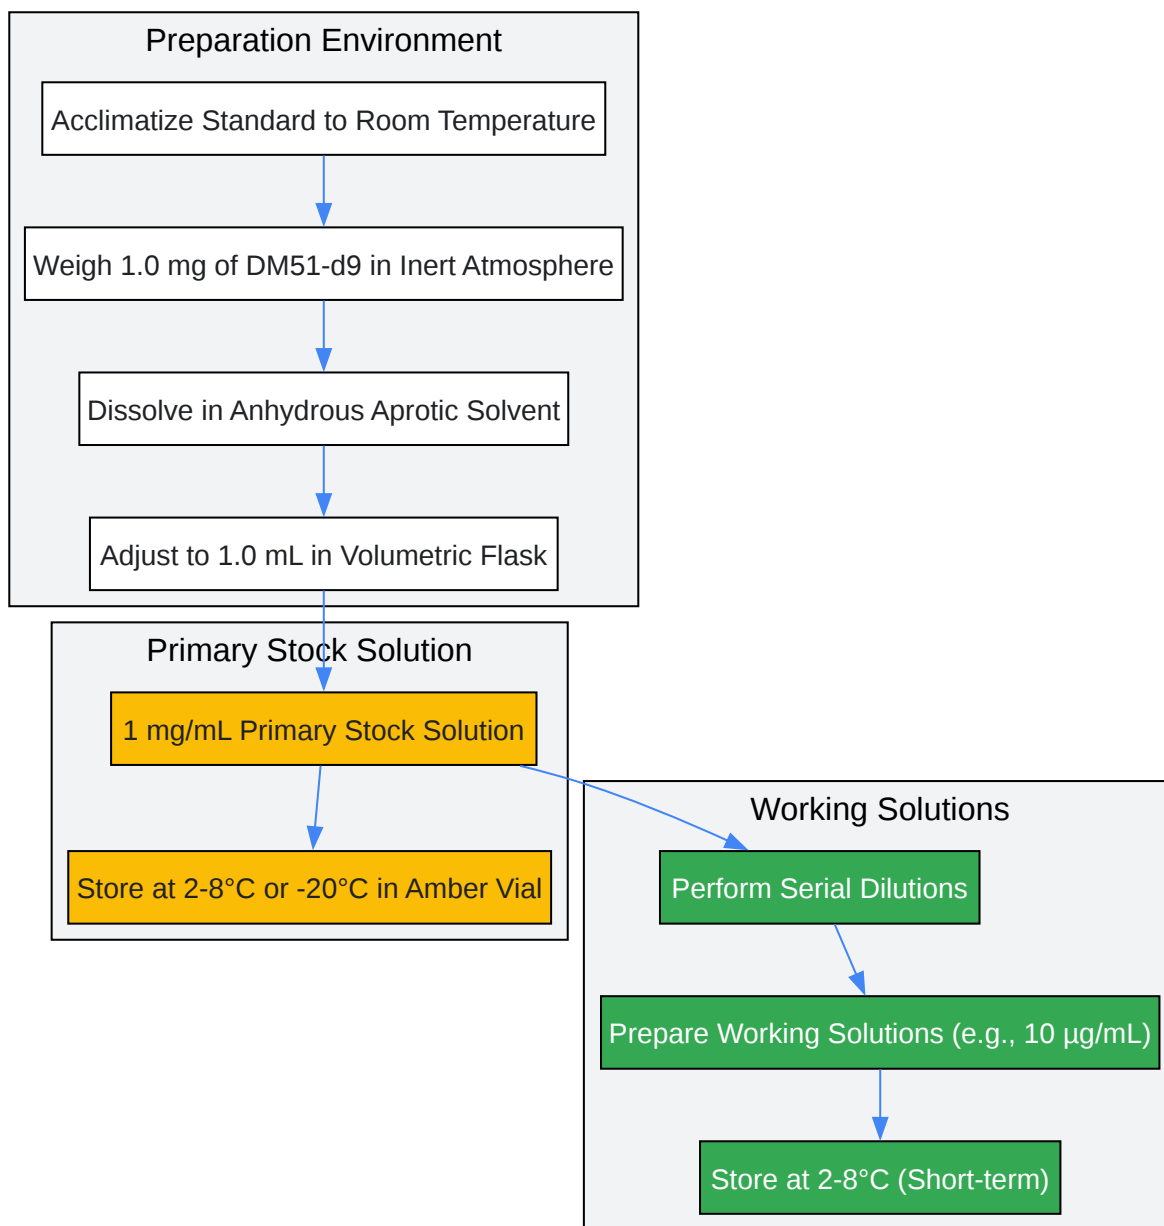 Preparation Environment
Acclimatize Standard to Room Temperature
Weigh 1.0 mg of DM51-d9 in Inert Atmosphere
Dissolve in Anhydrous Aprotic Solvent
Adjust to 1.0 mL in Volumetric Flask
Primary Stock Solution
1 mg/mL Primary Stock Solution
Store at 2-8°C or -20°C in Amber Vial
Working Solutions
Perform Serial Dilutions
Prepare Working Solutions (e.g., 10 µg/mL)
Store at 2-8°C (Short-term)